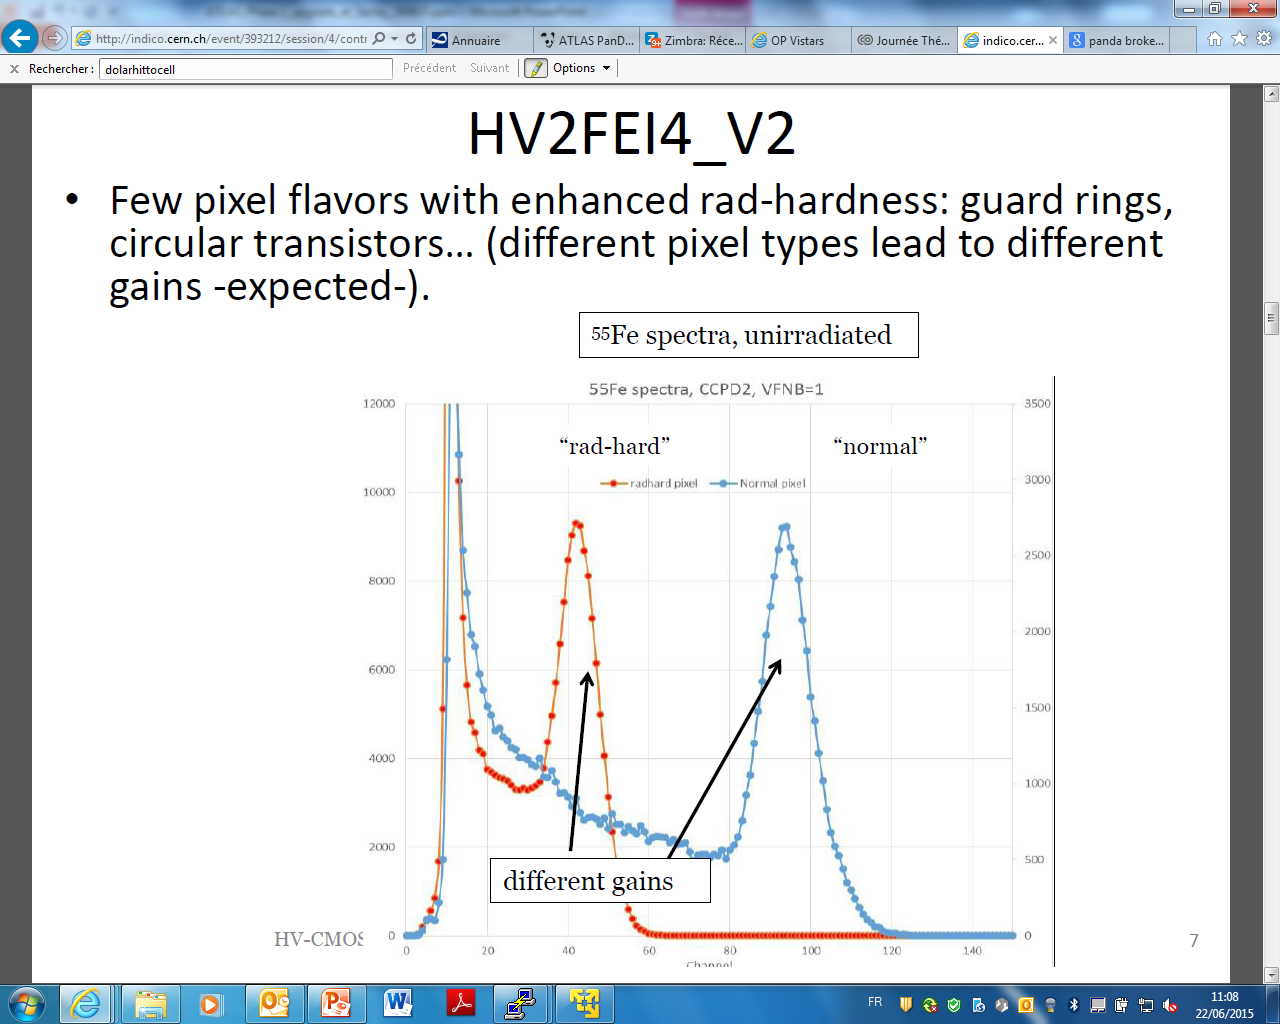 http://indico.cern.ch/event/393212/session/4/contr
Annuaire
ATLAS PanD...
Zimbra: Réce...
OP Vistars
Journée Thé...
indico.cer...
panda broke...
x Rechercher : dolarhittocell Précédent Suivant Options
HV2FEI4_V2
• Few pixel flavors with enhanced rad-hardness: guard rings,
circular transistors... (different pixel types lead to different
gains -expected-).
55Fe spectra, unirradiated
55Fe spectra, CCPD2, VFNB=1
12000 3500
“rad-hard” “normal”
3000
radhard pixel Normal pixel
10000
2500
8000
2000
6000
1500
4000
1000
2000
500
different gains
0 0
0 20 40 60 80 100 120 140
Channel
HV-CMOS
7
FR
11:08
22/06/2015